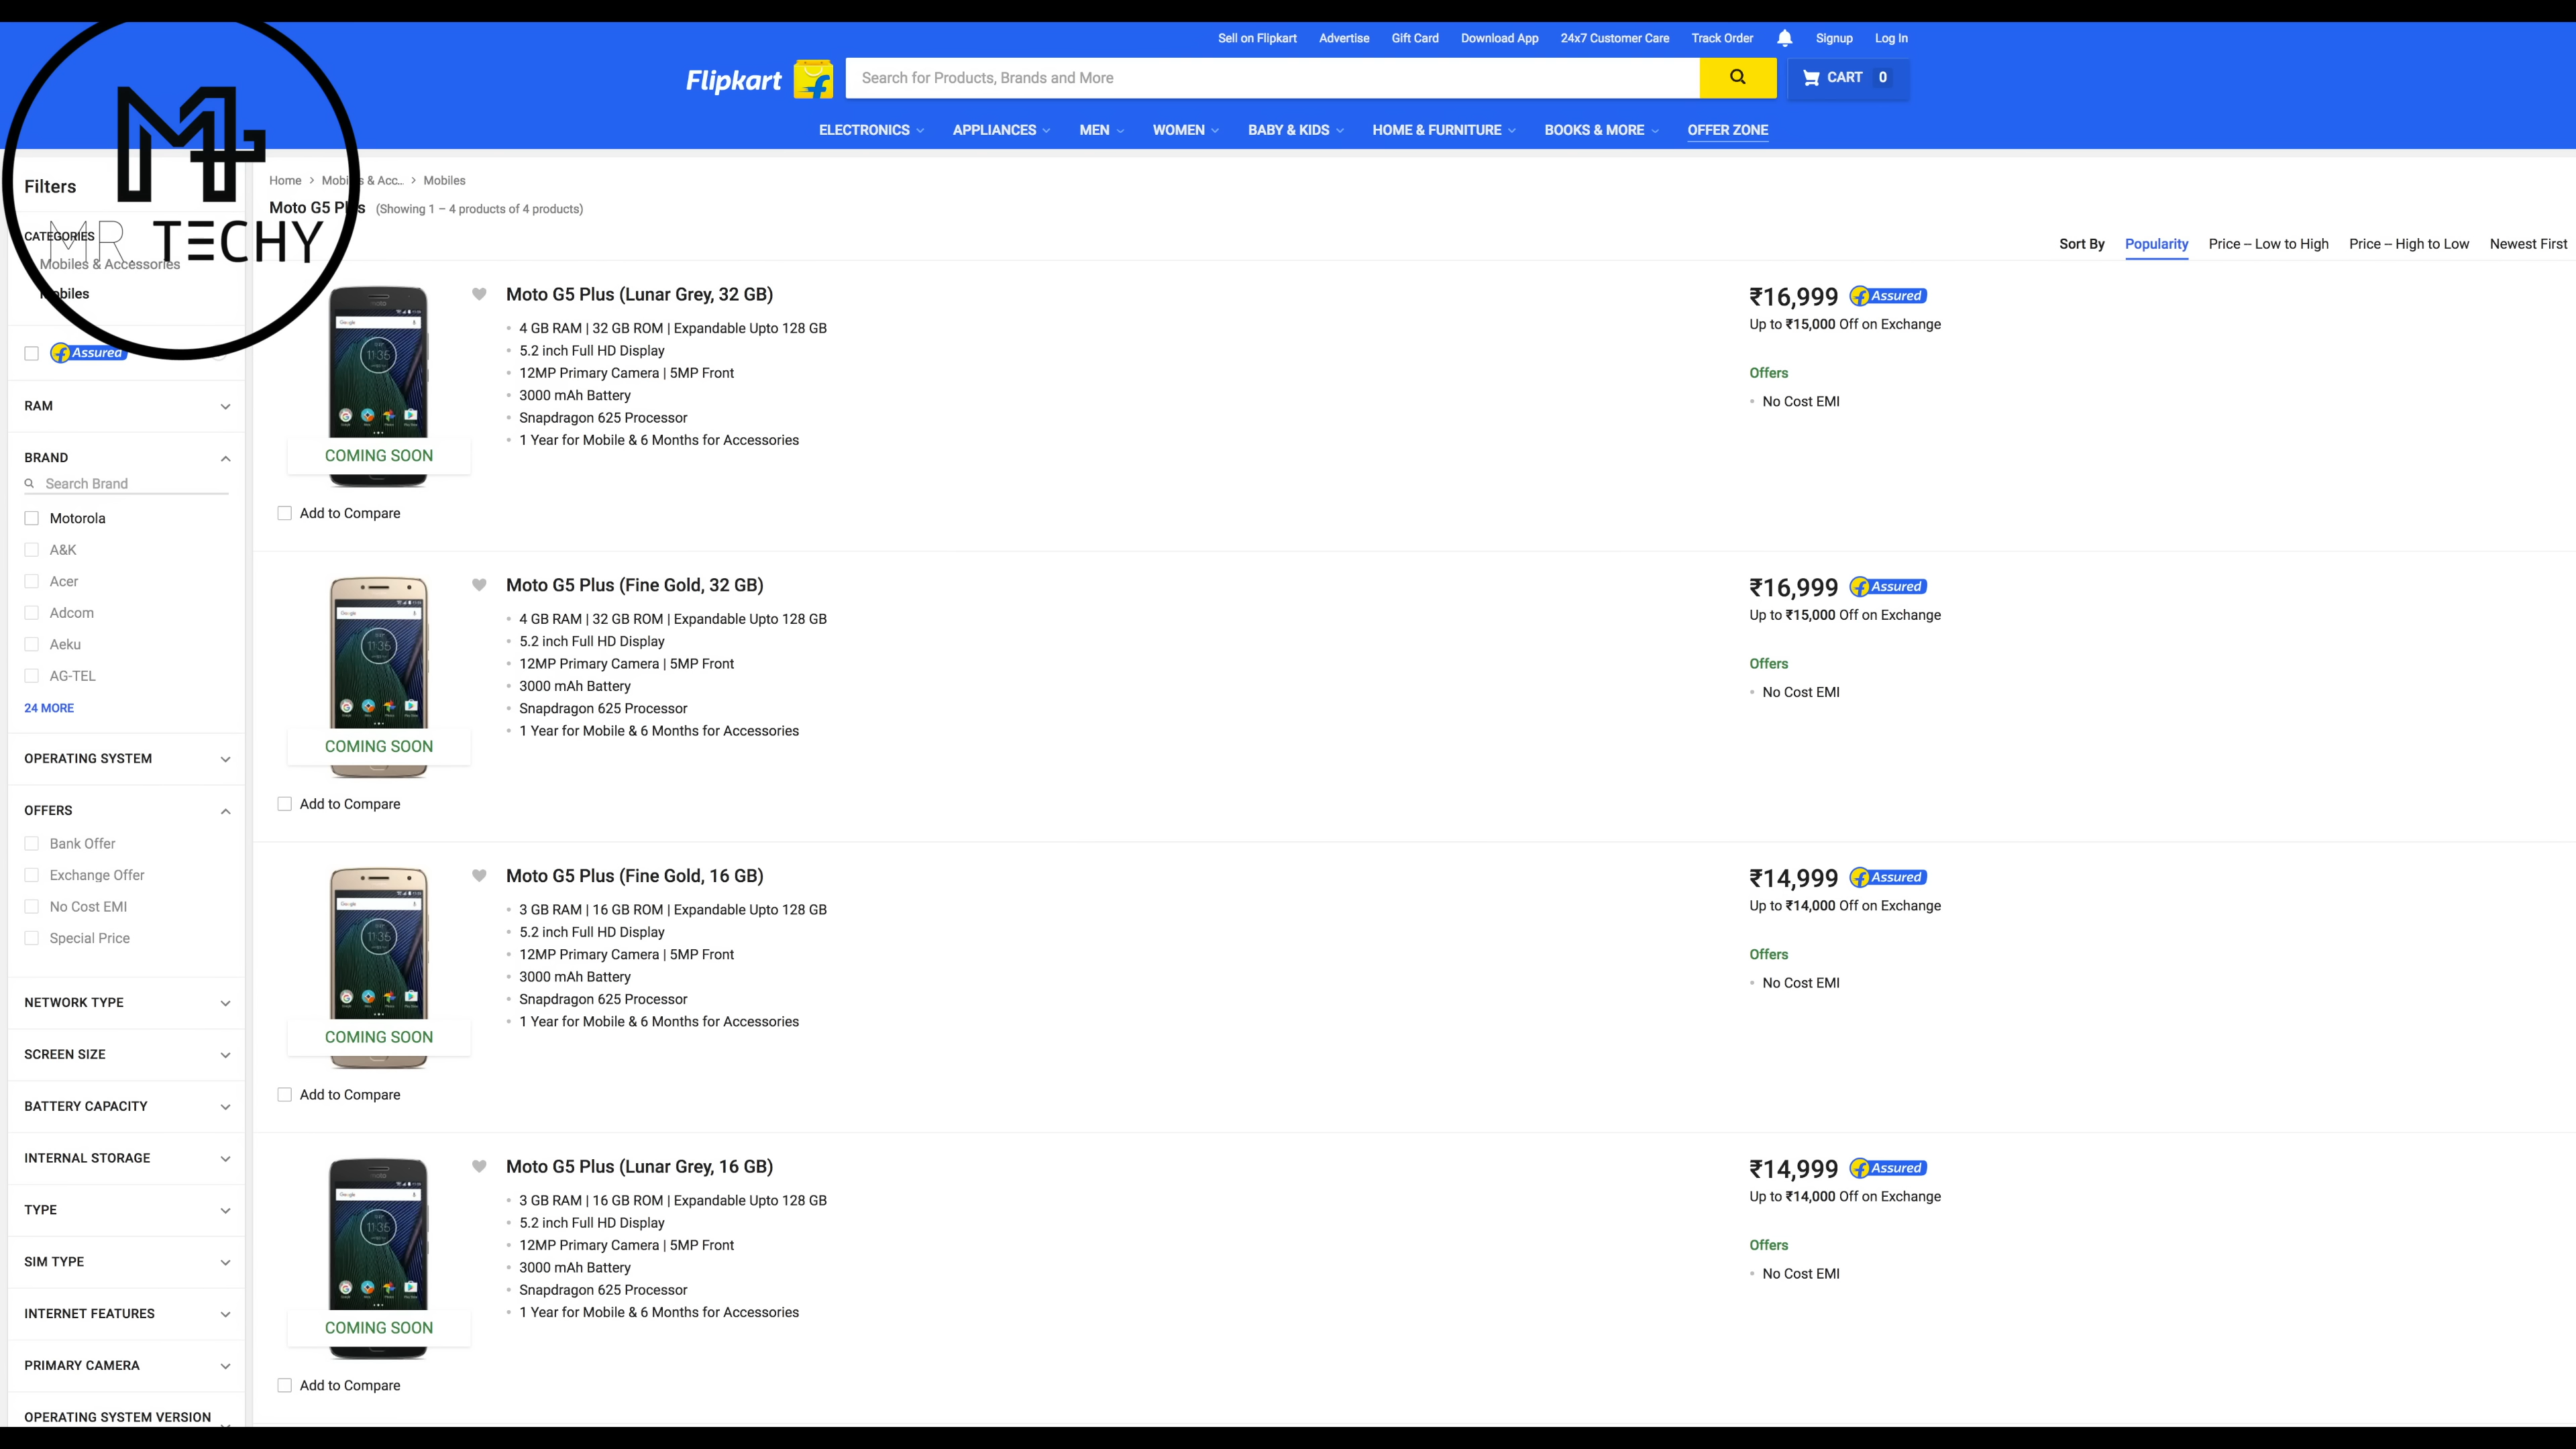 Sell on Flipkart Advertise Gift Card Download App 24x7 Customer Care Track Order Signup Log In
Flipkart Search for Products, Brands and More CART 0
ELECTRONICS APPLIANCES MEN WOMEN BABY & KIDS HOME & FURNITURE BOOKS & MORE OFFER ZONE
MR. TECHY
Filters
CATEGORIES
Mobiles & Accessories
Mobiles
Assured
RAM
BRAND
Search Brand
Motorola
A&K
Acer
Adcom
Aeku
AG-TEL
24 MORE
OPERATING SYSTEM
OFFERS
Bank Offer
Exchange Offer
No Cost EMI
Special Price
NETWORK TYPE
SCREEN SIZE
BATTERY CAPACITY
INTERNAL STORAGE
TYPE
SIM TYPE
INTERNET FEATURES
PRIMARY CAMERA
OPERATING SYSTEM VERSION
Home > Mobiles & Acc... > Mobiles
Moto G5 Plus (Showing 1 – 4 products of 4 products)
Sort By Popularity Price -- Low to High Price -- High to Low Newest First
Moto G5 Plus (Lunar Grey, 32 GB)
4 GB RAM | 32 GB ROM | Expandable Upto 128 GB
5.2 inch Full HD Display
12MP Primary Camera | 5MP Front
3000 mAh Battery
Snapdragon 625 Processor
1 Year for Mobile & 6 Months for Accessories
11:35
COMING SOON
Add to Compare
₹16,999 Assured
Up to ₹15,000 Off on Exchange
Offers
No Cost EMI
Moto G5 Plus (Fine Gold, 32 GB)
4 GB RAM | 32 GB ROM | Expandable Upto 128 GB
5.2 inch Full HD Display
12MP Primary Camera | 5MP Front
3000 mAh Battery
Snapdragon 625 Processor
1 Year for Mobile & 6 Months for Accessories
11:35
COMING SOON
Add to Compare
₹16,999 Assured
Up to ₹15,000 Off on Exchange
Offers
No Cost EMI
Moto G5 Plus (Fine Gold, 16 GB)
3 GB RAM | 16 GB ROM | Expandable Upto 128 GB
5.2 inch Full HD Display
12MP Primary Camera | 5MP Front
3000 mAh Battery
Snapdragon 625 Processor
1 Year for Mobile & 6 Months for Accessories
11:35
COMING SOON
Add to Compare
₹14,999 Assured
Up to ₹14,000 Off on Exchange
Offers
No Cost EMI
Moto G5 Plus (Lunar Grey, 16 GB)
3 GB RAM | 16 GB ROM | Expandable Upto 128 GB
5.2 inch Full HD Display
12MP Primary Camera | 5MP Front
3000 mAh Battery
Snapdragon 625 Processor
1 Year for Mobile & 6 Months for Accessories
11:35
COMING SOON
Add to Compare
₹14,999 Assured
Up to ₹14,000 Off on Exchange
Offers
No Cost EMI